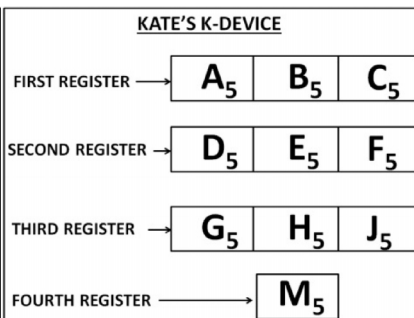 KATE'S K-DEVICE
FIRST REGISTER A₅ B₅ C₅
SECOND REGISTER D₅ E₅ F₅
THIRD REGISTER G₅ H₅ J₅
FOURTH REGISTER M₅